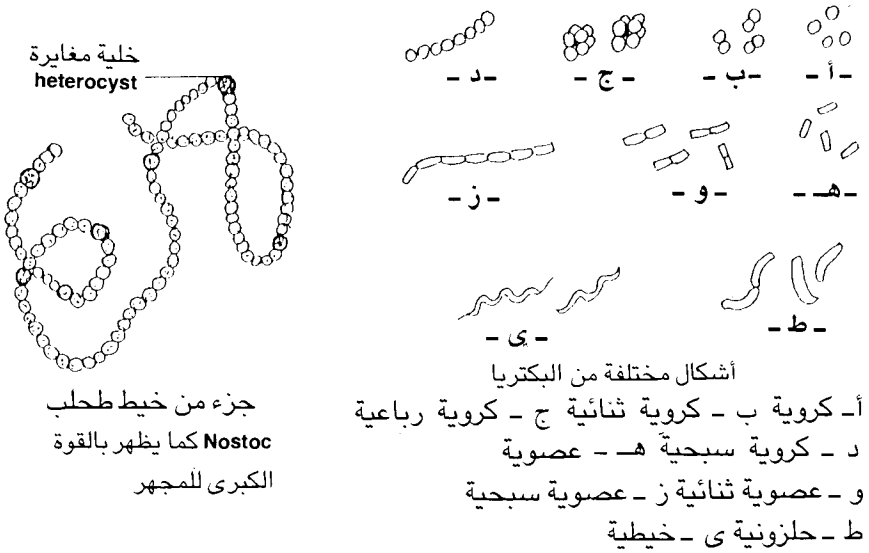 - د -
- ج -
- ب -
- أ -
- ز -
- و -
- هـ -
- ى -
- ط -
أشكال مختلفة من البكتريا
أ- كروية ب - كروية ثنائية ج - كروية رباعية
د - كروية سبحية هـ - عصوية
و - عصوية ثنائية ز - عصوية سبحية
ط - حلزونية ى - خيطية
خلية مغايرة
heterocyst
جزء من خيط طحلب
Nostoc كما يظهر بالقوة
الكبرى للمجهر